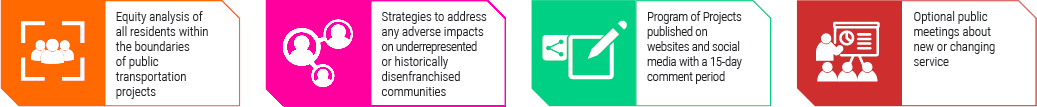 Equity analysis of
all residents within
the boundaries
of public
transportation
projects
Strategies to address
any adverse impacts
on underrepresented
or historically
disenfranchised
communities
Program of Projects
published on
websites and social
media with a 15-day
comment period
Optional public
meetings about
new or changing
service